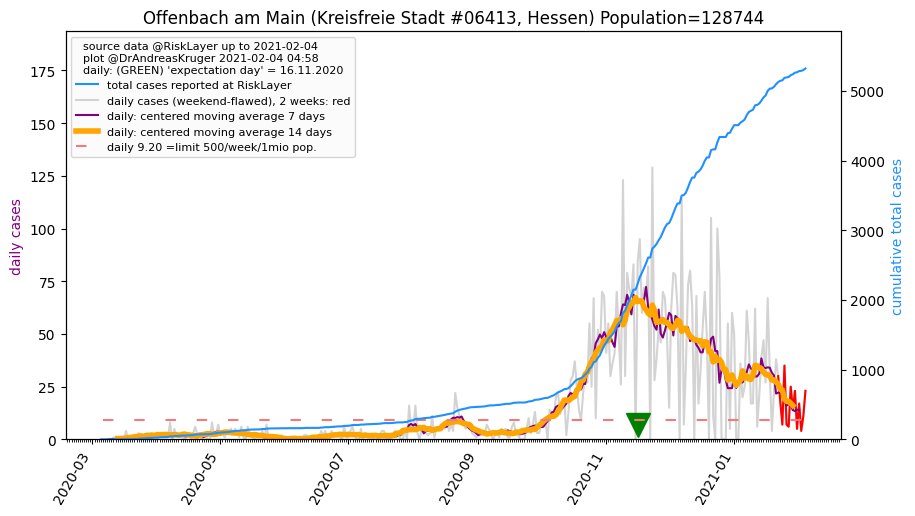 Offenbach am Main (Kreisfreie Stadt #06413, Hessen) Population=128744
source data @RiskLayer up to 2021-02-04
plot @DrAndreasKruger 2021-02-04 04:58
daily: (GREEN) 'expectation day' = 16.11.2020
total cases reported at RiskLayer
daily cases (weekend-flawed), 2 weeks: red
daily: centered moving average 7 days
daily: centered moving average 14 days
daily 9.20 =limit 500/week/1mio pop.
daily cases
175
150
125
100
75
50
25
0
cumulative total cases
5000
4000
3000
2000
1000
0
2020-03
2020-05
2020-07
2020-09
2020-11
2021-01